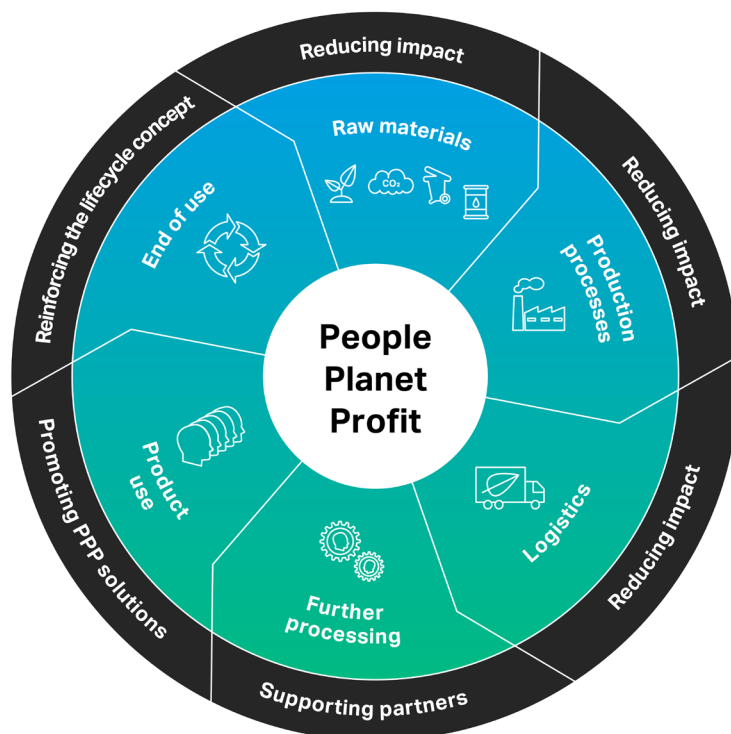 People
Planet
Profit
Reducing impact
Raw materials
CO₂
Reducing impact
Production
processes
Reducing impact
Logistics
Supporting partners
Further
processing
Promoting PPP solutions
Product
use
Reinforcing the lifecycle concept
End of use